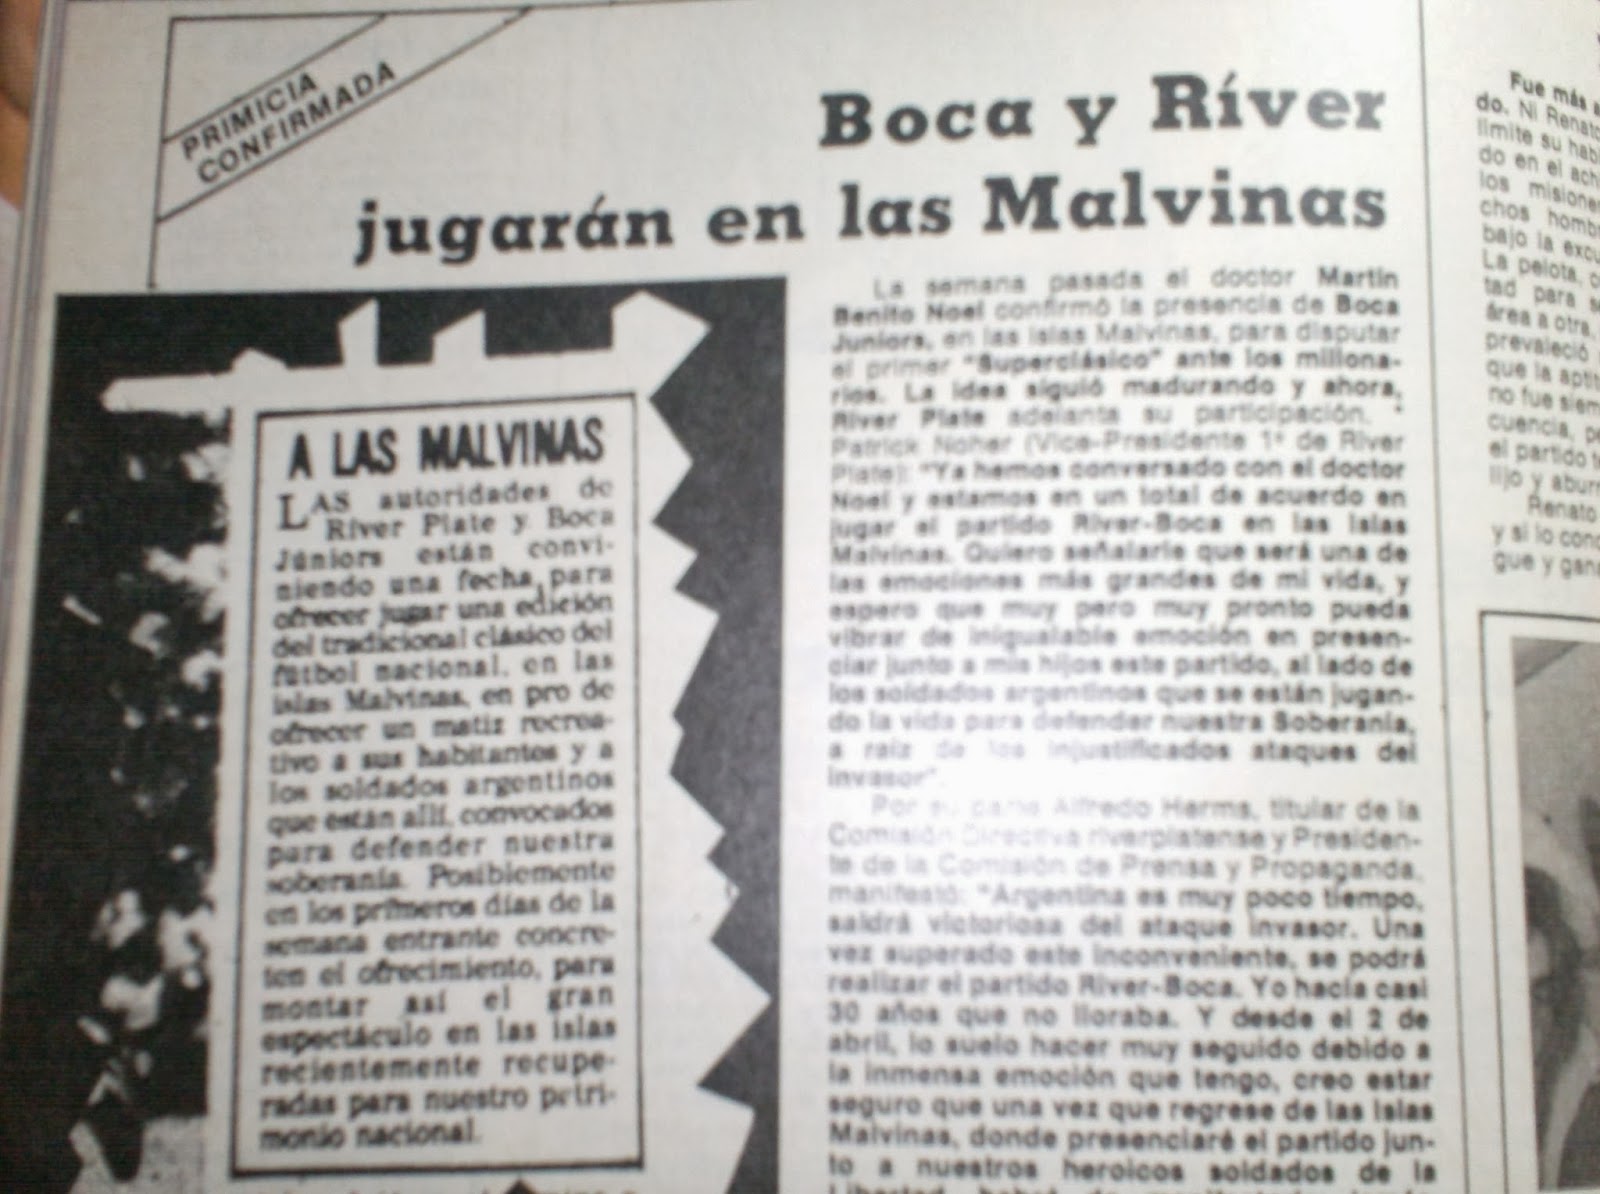 PRIMICIA
CONFIRMADA
Boca y Ríver
jugarán en las Malvinas
A LAS MALVINAS
LAS autoridades de
Ríver Plate y Boca
Júniors están convi-
niendo una fecha para
ofrecer jugar una edición
del tradicional clásico del
fútbol nacional, en las
islas Malvinas, en pro de
ofrecer un matiz recrea-
tivo a sus habitantes y a
los soldados argentinos
que están allí, convocados
para defender nuestra
soberanía. Posiblemente
en los primeros días de la
semana entrante concre-
ten el ofrecimiento, para
montar así el gran
espectáculo en las islas
recientemente recupe-
radas para nuestro patri-
monio nacional.
La semana pasada el doctor Martín
Benito Noel confirmó la presencia de Boca
Juniors, en las Islas Malvinas, para disputar
el primer "Superclásico" ante los millona-
rios. La idea siguió madurando y ahora,
River Plate adelanta su participación.
Patrick Noher (Vice-Presidente 1º de River
Plate): "Ya hemos conversado con el doctor
Noel y estamos en un total de acuerdo en
jugar el partido River-Boca en las Islas
Malvinas. Quiero señalarle que será una de
las emociones más grandes de mi vida, y
espero que muy pero muy pronto pueda
vibrar de inigualable emoción en presen-
ciar junto a mis hijos este partido, al lado de
los soldados argentinos que se están jugan-
do la vida para defender nuestra Soberanía,
a raíz de los injustificados ataques del
invasor".
Por su parte Alfredo Herms, titular de la
Comisión Directiva riverplatense y Presiden-
te de la Comisión de Prensa y Propaganda,
manifestó: "Argentina es muy poco tiempo,
saldrá victoriosa del ataque invasor. Una
vez superado este inconveniente, se podrá
realizar el partido River-Boca. Yo hacía casi
30 años que no lloraba. Y desde el 2 de
abril, lo suelo hacer muy seguido debido a
la inmensa emoción que tengo, creo estar
seguro que una vez que regrese de las Islas
Malvinas, donde presenciaré el partido jun-
to a nuestros heroicos soldados de la
Fue más
do. Ni Renato
límite su
do en el
los
chos
bajo la
La pelota,
tad para
área a otra,
prevaleció
que la
no fue
el partido
lijo y
Renato
y si lo
gue y